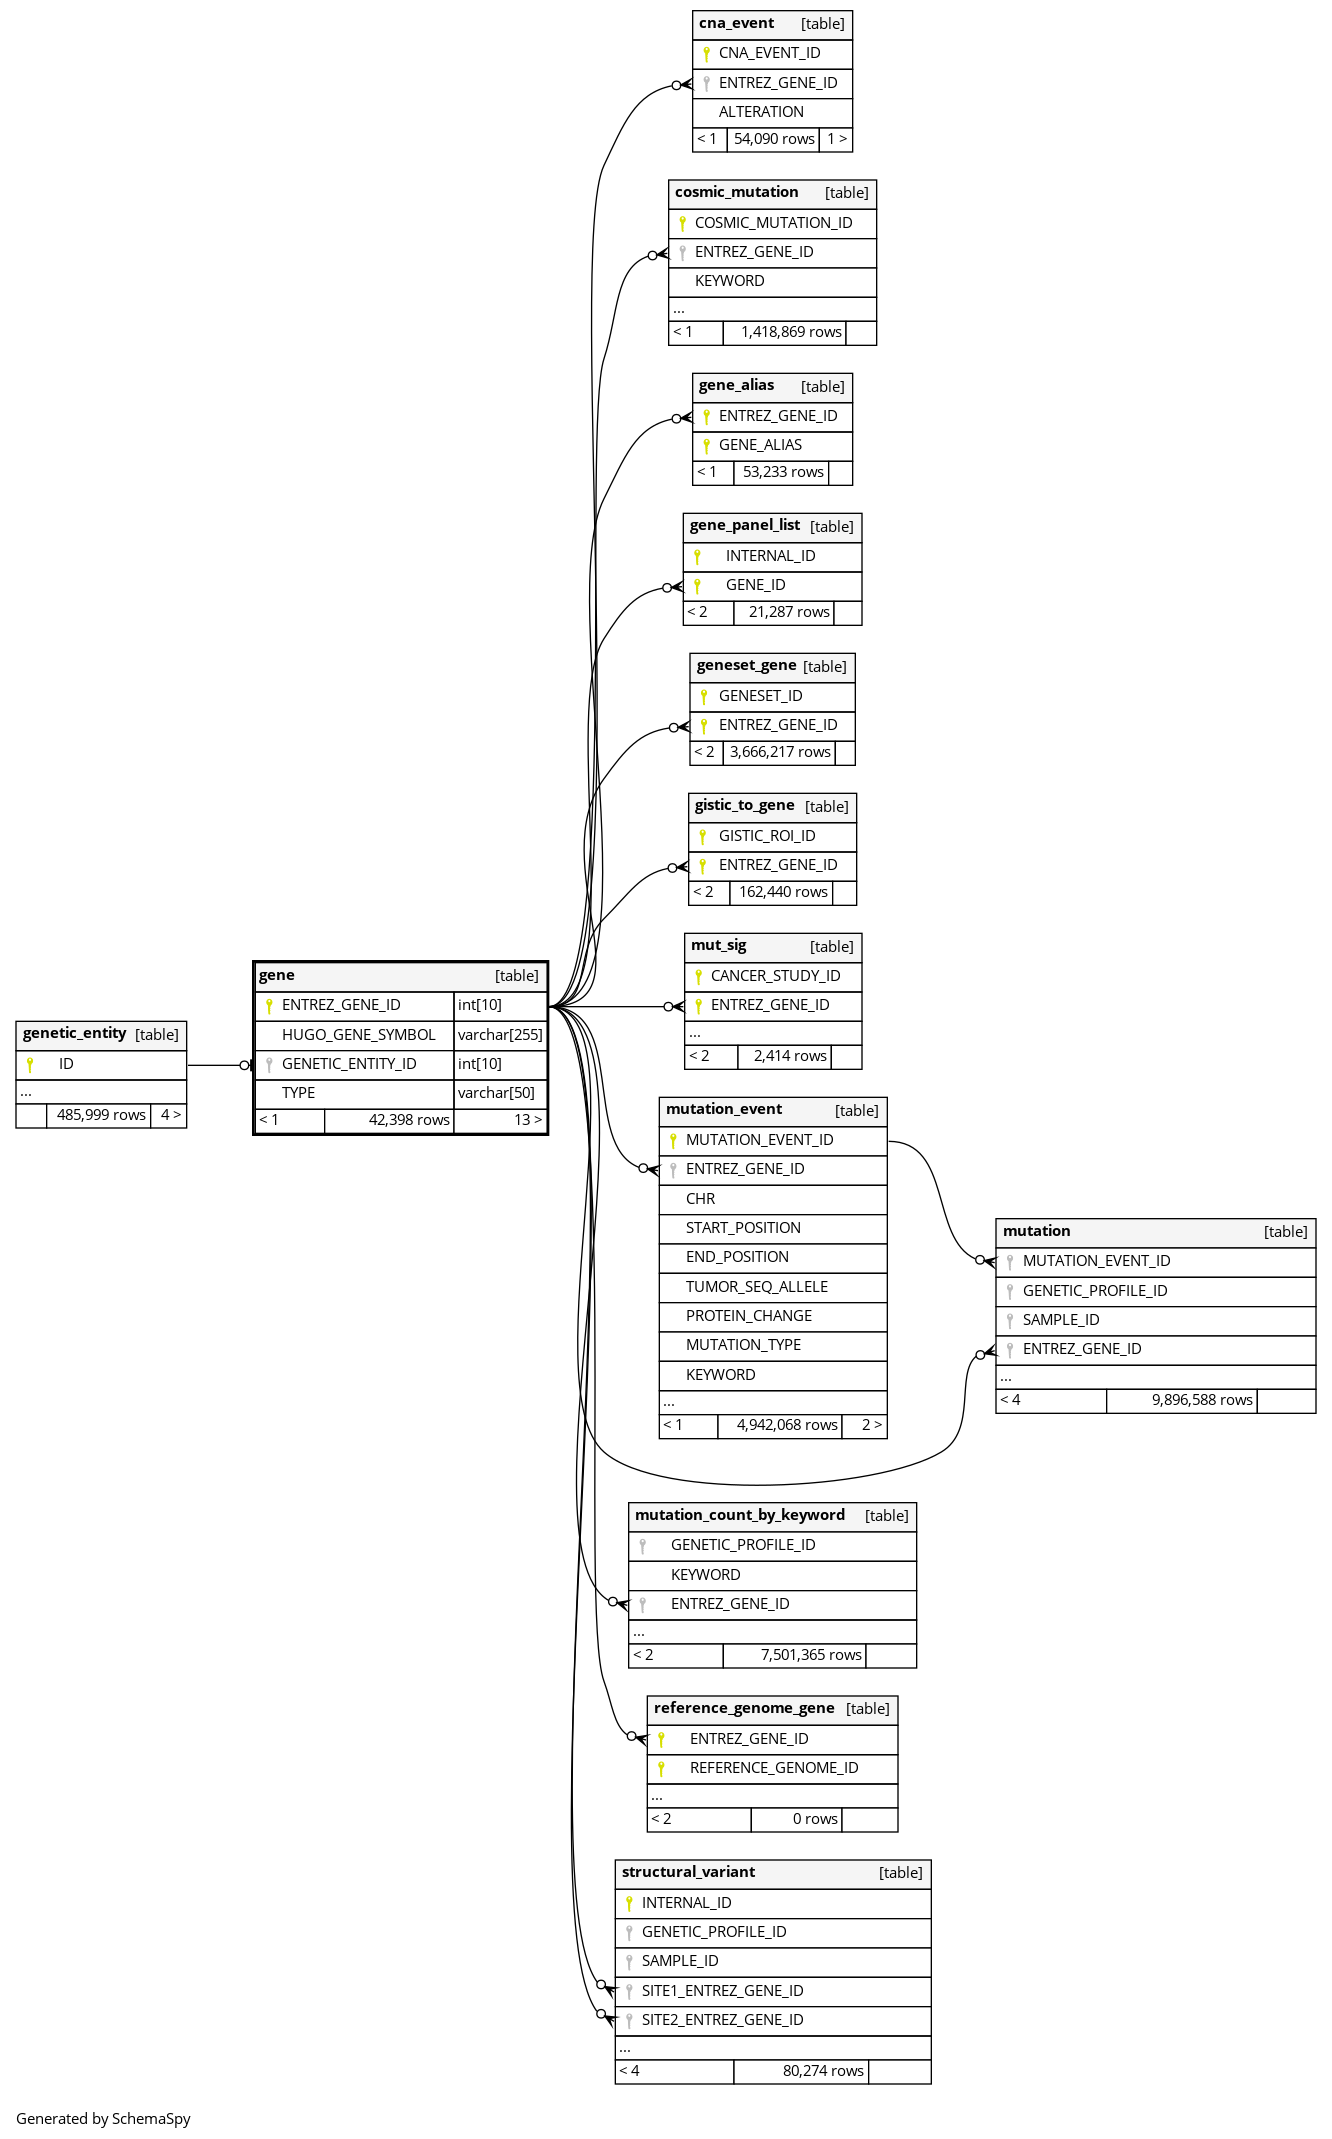 cna_event [table]
CNA_EVENT_ID
ENTREZ_GENE_ID
ALTERATION
< 1 54,090 rows 1 >
cosmic_mutation [table]
COSMIC_MUTATION_ID
ENTREZ_GENE_ID
KEYWORD
...
< 1 1,418,869 rows
gene_alias [table]
ENTREZ_GENE_ID
GENE_ALIAS
< 1 53,233 rows
gene_panel_list [table]
INTERNAL_ID
GENE_ID
< 2 21,287 rows
geneset_gene [table]
GENESET_ID
ENTREZ_GENE_ID
< 2 3,666,217 rows
gistic_to_gene [table]
GISTIC_ROI_ID
ENTREZ_GENE_ID
< 2 162,440 rows
mut_sig [table]
CANCER_STUDY_ID
ENTREZ_GENE_ID
...
< 2 2,414 rows
gene [table]
ENTREZ_GENE_ID int[10]
HUGO_GENE_SYMBOL varchar[255]
GENETIC_ENTITY_ID int[10]
TYPE varchar[50]
< 1 42,398 rows 13 >
genetic_entity [table]
ID
...
485,999 rows 4 >
mutation_event [table]
MUTATION_EVENT_ID
ENTREZ_GENE_ID
CHR
START_POSITION
END_POSITION
TUMOR_SEQ_ALLELE
PROTEIN_CHANGE
MUTATION_TYPE
KEYWORD
...
< 1 4,942,068 rows 2 >
mutation [table]
MUTATION_EVENT_ID
GENETIC_PROFILE_ID
SAMPLE_ID
ENTREZ_GENE_ID
...
< 4 9,896,588 rows
mutation_count_by_keyword [table]
GENETIC_PROFILE_ID
KEYWORD
ENTREZ_GENE_ID
...
< 2 7,501,365 rows
reference_genome_gene [table]
ENTREZ_GENE_ID
REFERENCE_GENOME_ID
...
< 2 0 rows
structural_variant [table]
INTERNAL_ID
GENETIC_PROFILE_ID
SAMPLE_ID
SITE1_ENTREZ_GENE_ID
SITE2_ENTREZ_GENE_ID
...
< 4 80,274 rows
Generated by SchemaSpy